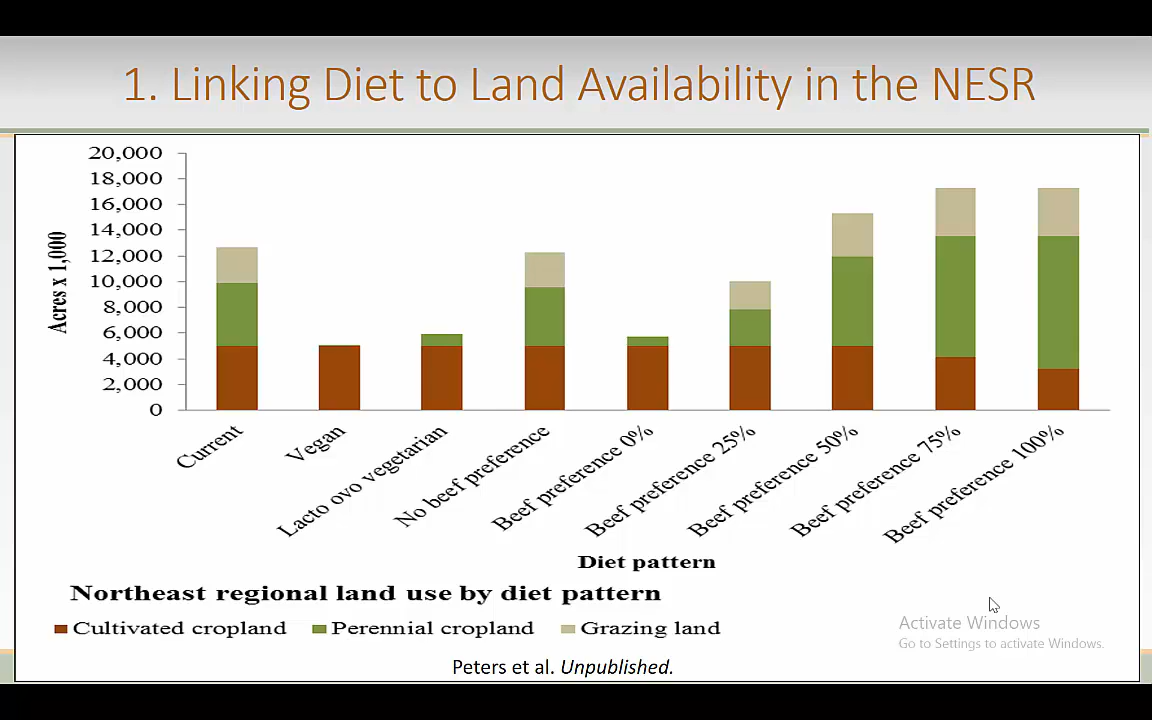 1. Linking Diet to Land Availability in the NESR
20,000
18,000
16,000
14,000
12,000
10,000
8,000
6,000
4,000
2,000
0
Acres x 1,000
Current
Vegan
Lacto ovo vegetarian
No beef preference
Beef preference 0%
Beef preference 25%
Beef preference 50%
Beef preference 75%
Beef preference 100%
Diet pattern
Northeast regional land use by diet pattern
Cultivated cropland Perennial cropland Grazing land
Activate Windows
Go to Settings to activate Windows.
Peters et al. Unpublished.